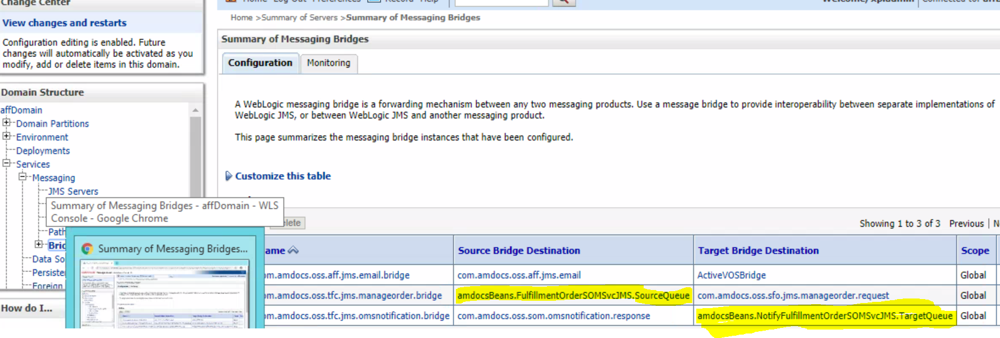 Change Center
View changes and restarts
Configuration editing is enabled. Future
changes will automatically be activated as you
modify, add or delete items in this domain.
Domain Structure
affDomain
Domain Partitions
Environment
Deployments
Services
Messaging
JMS Servers
Summary of Messaging Bridges - affDomain - WLS
Console - Google Chrome
Path
Bric
Data So
Persiste
Foreign
How do I...
Summary of Messaging Bridges...
Home Log Out Preferences Record Help
Welcome, xpiadmin Connected to:
Home >Summary of Servers >Summary of Messaging Bridges
Summary of Messaging Bridges
Configuration Monitoring
A WebLogic messaging bridge is a forwarding mechanism between any two messaging products. Use a message bridge to provide interoperability between separate implementations of
WebLogic JMS, or between WebLogic JMS and another messaging product.
This page summarizes the messaging bridge instances that have been configured.
Customize this table
elete
Showing 1 to 3 of 3 Previous | N
ame Source Bridge Destination Target Bridge Destination Scope
om.amdocs.oss.aff.jms.email.bridge com.amdocs.oss.aff.jms.email ActiveVOSBridge Global
om.amdocs.oss.tfc.jms.manageorder.bridge amdocsBeans.FulfillmentOrderSOMSvcJMS.SourceQueue com.amdocs.oss.sfo.jms.manageorder.request Global
om.amdocs.oss.tfc.jms.omsnotification.bridge com.amdocs.oss.som.omsnotification.response amdocsBeans.NotifyFulfillmentOrderSOMSvcJMS.TargetQueue Global